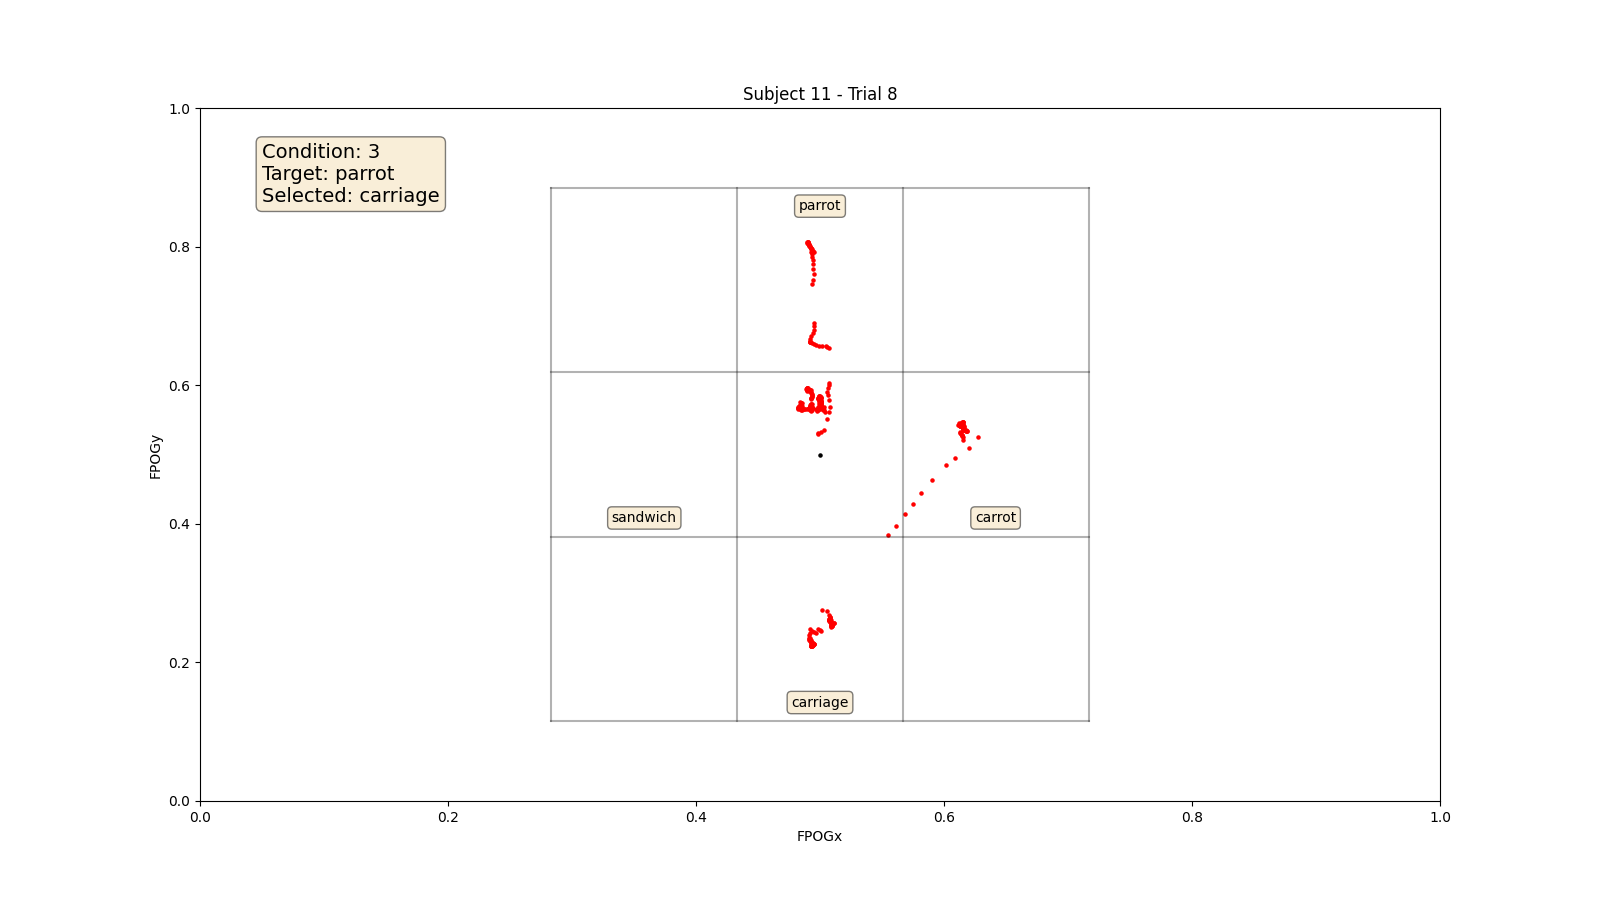 Subject 11 - Trial 8
Condition: 3
Target: parrot
Selected: carriage
parrot
sandwich
carrot
carriage
1.0
0.8
0.6
0.4
0.2
0.0
FPOGy
0.0 0.2 0.4 0.6 0.8 1.0
FPOGx